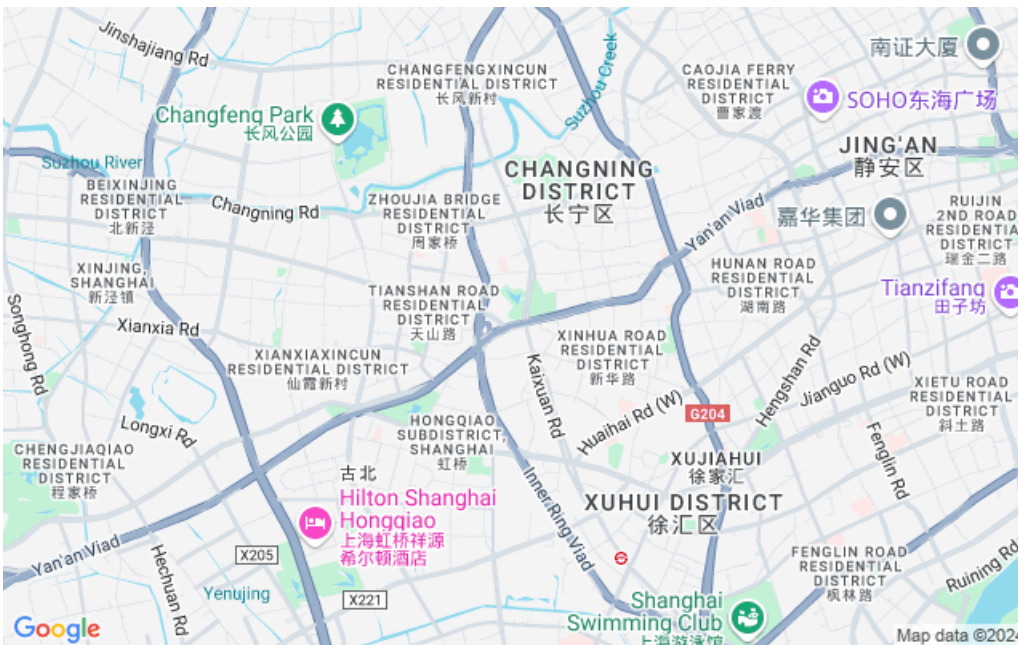 Jinshajiang Rd
CHANGFENGXINCUN
RESIDENTIAL DISTRICT
长风新村
Suzhou Creek
CAOJIA FERRY
RESIDENTIAL
DISTRICT
曹家渡
南证大厦
SOHO东海广场
Changfeng Park
长风公园
JING'AN
静安区
Suzhou River
BEIXINJING
RESIDENTIAL
DISTRICT
北新泾
Changning Rd
ZHOUJIA BRIDGE
RESIDENTIAL
DISTRICT
周家桥
CHANGNING
DISTRICT
长宁区
Yan'an Viad
嘉华集团
RUIJIN
2ND ROAD
RESIDENTIA
DISTRICT
瑞金二路
XINJING,
SHANGHAI
新泾镇
HUNAN ROAD
RESIDENTIAL
DISTRICT
湖南路
Tianzifang
田子坊
TIANSHAN ROAD
RESIDENTIAL
DISTRICT
天山路
Songhong Rd
Xianxia Rd
XIANXIAXINCUN
RESIDENTIAL DISTRICT
仙霞新村
XINHUA ROAD
RESIDENTIAL
DISTRICT
新华路
Kaixuan Rd
Huaihai Rd (W)
Hengshan Rd
Jianguo Rd (W)
XIETU ROAD
RESIDENTIAL
DISTRICT
斜土路
G204
Longxi Rd
HONGQIAO
SUBDISTRICT,
SHANGHAI
虹桥
CHENGJIAQIAO
RESIDENTIAL
DISTRICT
程家桥
古北
Hilton Shanghai
Hongqiao
上海虹桥祥源
希尔顿酒店
Inner Ring Viad
XUJIAHUI
徐家汇
XUHUI DISTRICT
徐汇区
Fenglin Rd
Yan'an Viad
X205
Hechuan Rd
Yenujing
X221
FENGLIN ROAD
RESIDENTIAL
DISTRICT
枫林路
Ruining Rd
Shanghai
Swimming Club
上海游泳馆
Google
Map data ©2024